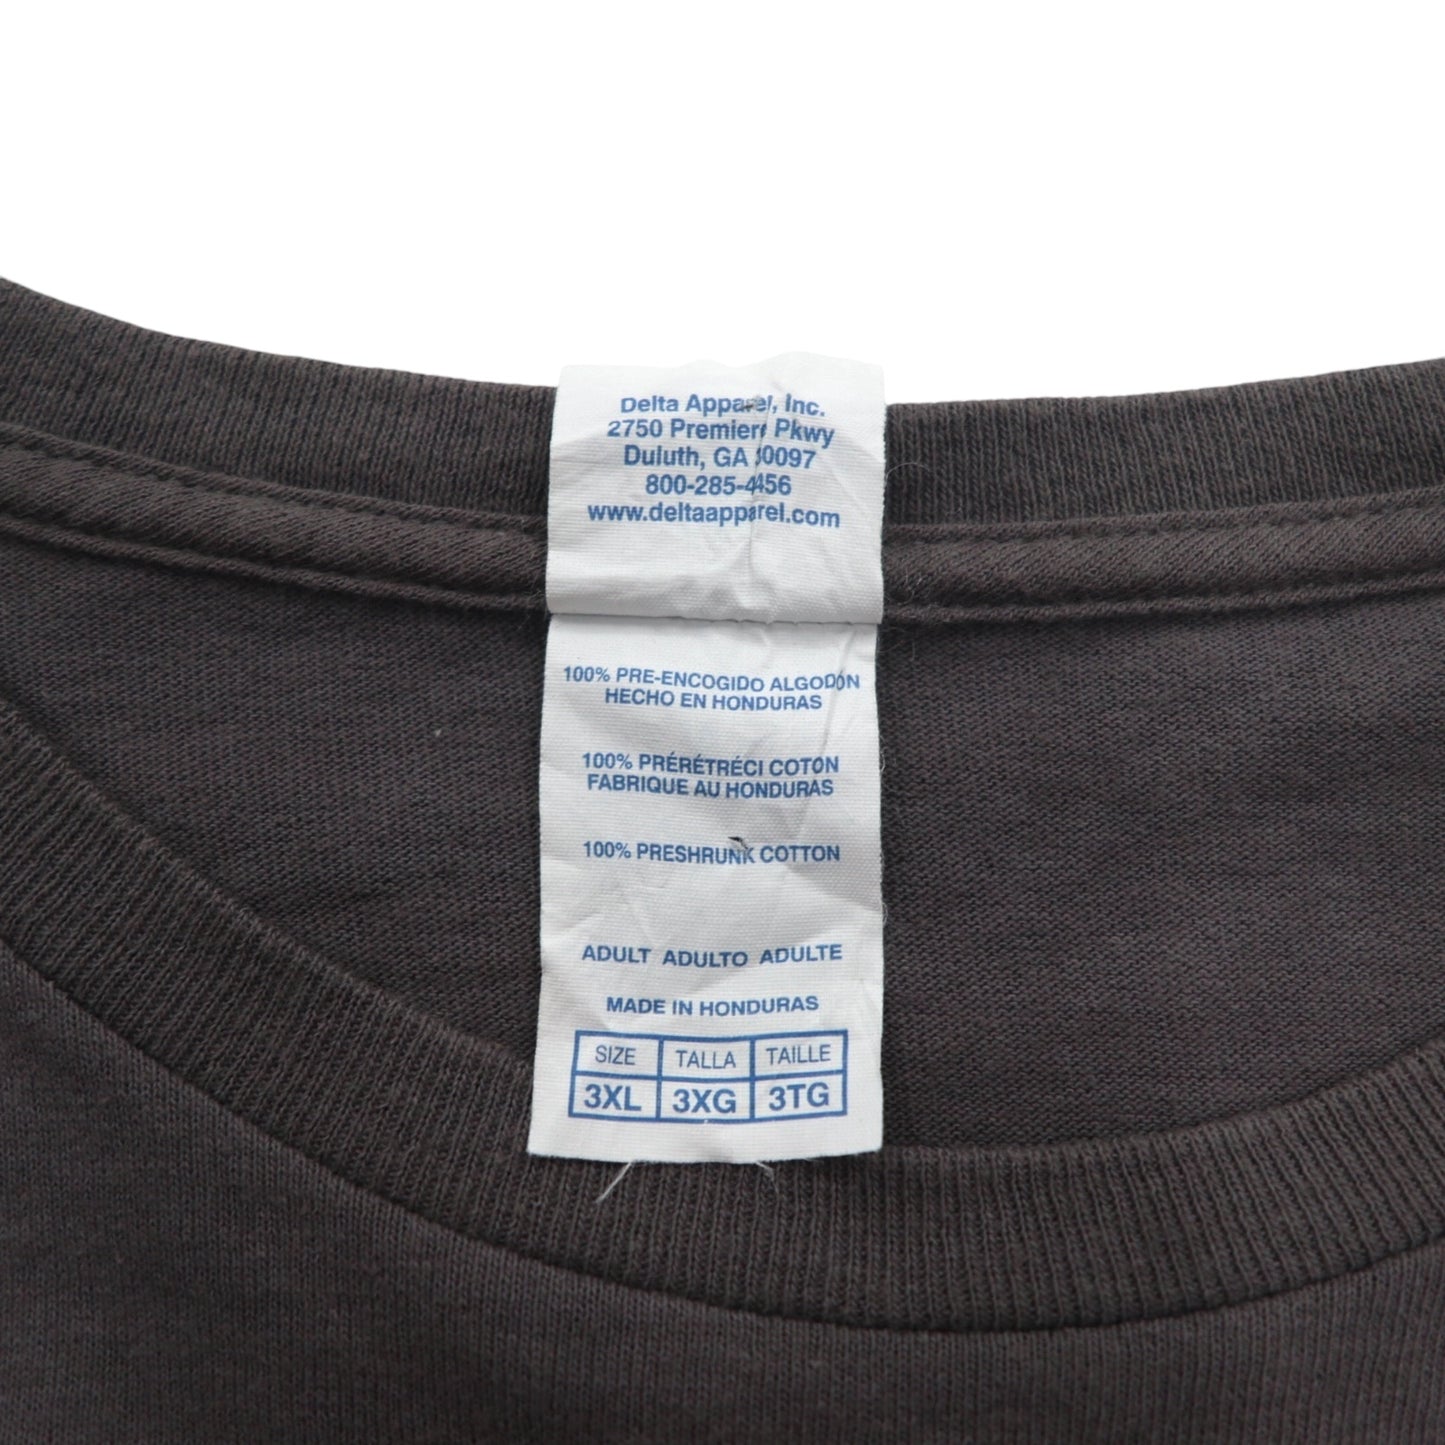 Delta Apparel, Inc.
2750 Premiere Pkwy
Duluth, GA 30097
800-285-4456
www.deltaapparel.com
100% PRE-ENCOGIDO ALGODÓN
HECHO EN HONDURAS
100% PRÉRÉTRÉCI COTON
FABRIQUE AU HONDURAS
100% PRESHRUNK COTTON
ADULT ADULTO ADULTE
MADE IN HONDURAS
SIZE TALLA TAILLE
3XL 3XG 3TG